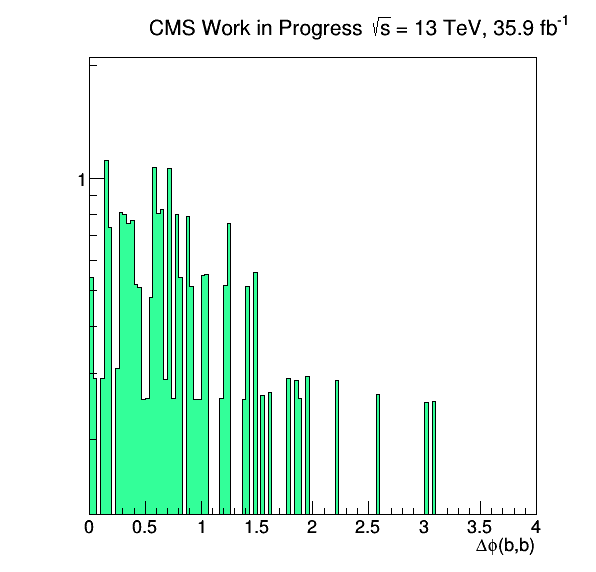 CMS Work in Progress √s = 13 TeV, 35.9 fb⁻¹
1
0 0.5 1 1.5 2 2.5 3 3.5 4
Δϕ(b,b)